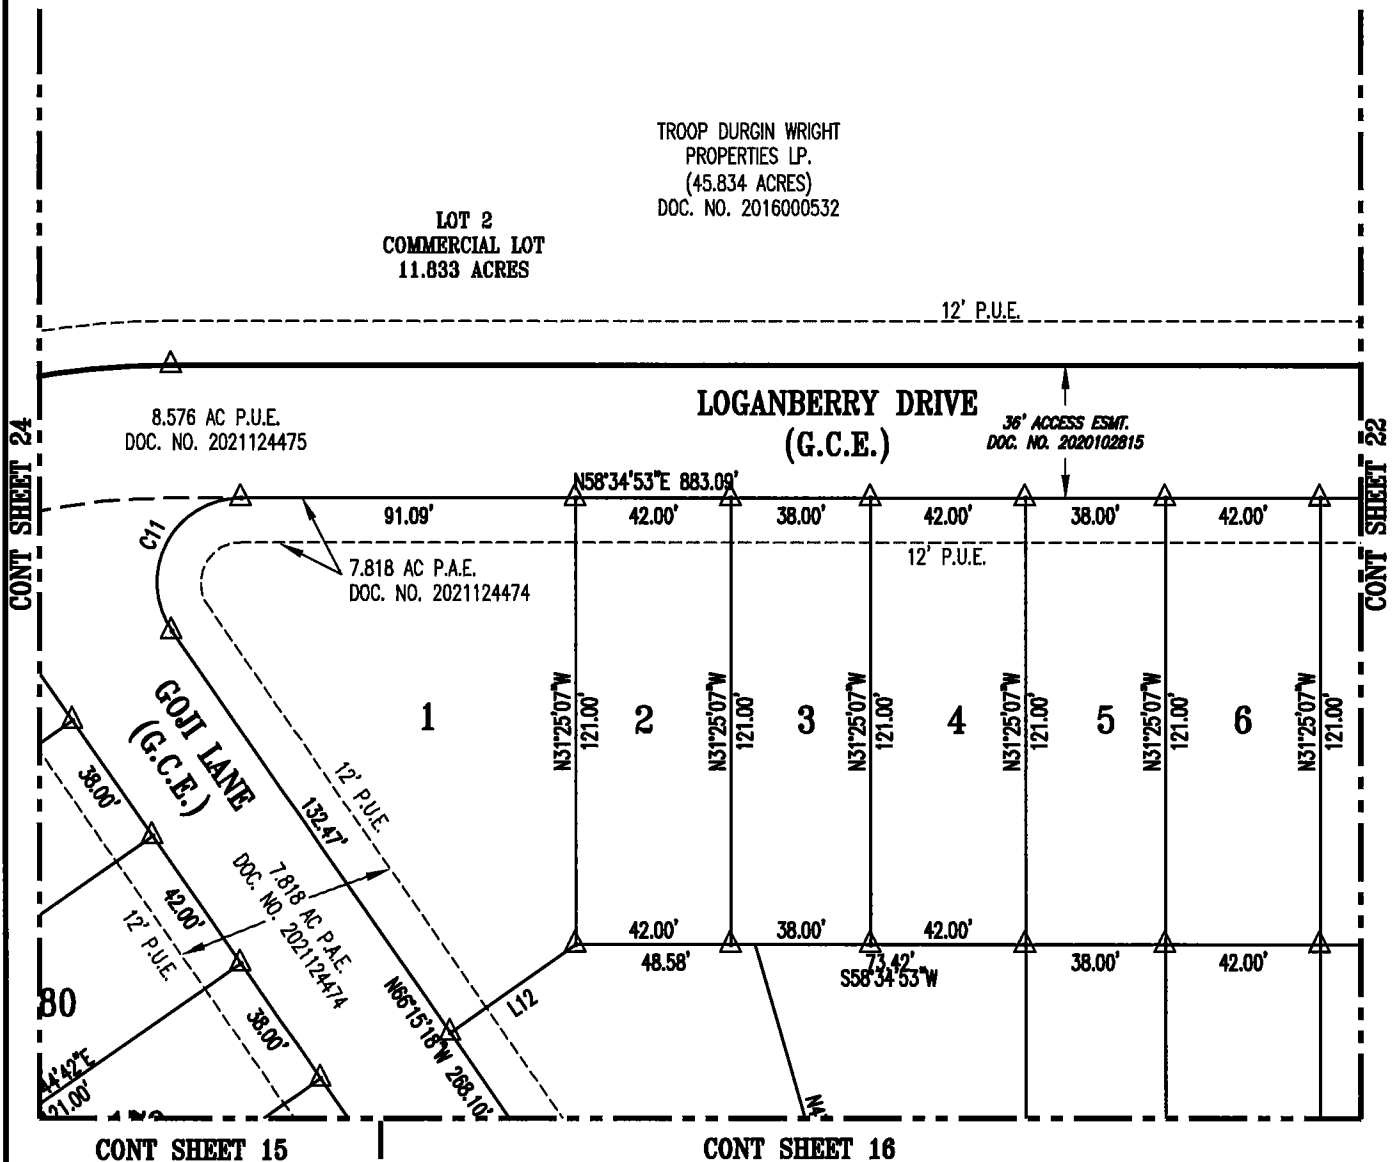 TROOP DURGIN WRIGHT
PROPERTIES LP.
(45.834 ACRES)
DOC. NO. 2016000532
LOT 2
COMMERCIAL LOT
11.833 ACRES
12' P.U.E.
LOGANBERRY DRIVE
(G.C.E.)
36' ACCESS ESMT.
DOC. NO. 2020102815
8.576 AC P.U.E.
DOC. NO. 2021124475
CONT SHEET 24
CONT SHEET 22
N58°34'53"E 883.09'
91.09'
42.00'
38.00'
42.00'
38.00'
42.00'
C11
12' P.U.E.
7.818 AC P.A.E.
DOC. NO. 2021124474
GOJI LANE
(G.C.E.)
1
2
3
4
5
6
N31°25'07"W
121.00'
N31°25'07"W
121.00'
N31°25'07"W
121.00'
N31°25'07"W
121.00'
N31°25'07"W
121.00'
N31°25'07"W
121.00'
38.00'
132.47'
12' P.U.E.
42.00'
12' P.U.E.
7.818 AC P.A.E.
DOC. NO. 2021124474
38.00'
N66°15'18"W 268.10'
L12
42.00'
38.00'
42.00'
48.58'
73.42'
S58°34'53"W
38.00'
42.00'
80
44'42"E
21.00'
N4
CONT SHEET 15
CONT SHEET 16